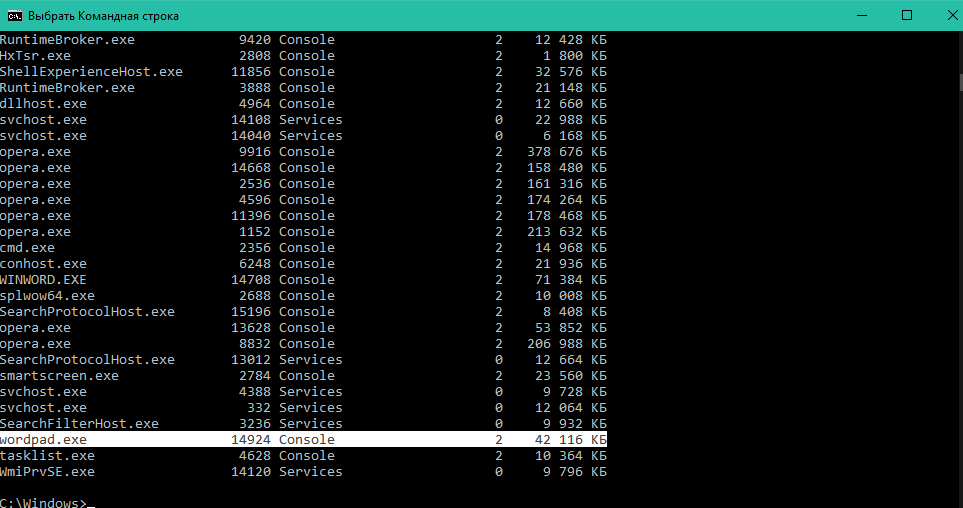 Выбрать Командная строка
RuntimeBroker.exe 9420 Console 2 12 428 КБ
HxTsr.exe 2808 Console 2 1 800 КБ
ShellExperienceHost.exe 11856 Console 2 32 576 КБ
RuntimeBroker.exe 3888 Console 2 21 148 КБ
dllhost.exe 4964 Console 2 12 660 КБ
svchost.exe 14108 Services 0 22 988 КБ
svchost.exe 14040 Services 0 6 168 КБ
opera.exe 9916 Console 2 378 676 КБ
opera.exe 14668 Console 2 158 480 КБ
opera.exe 2536 Console 2 161 316 КБ
opera.exe 4596 Console 2 174 264 КБ
opera.exe 11396 Console 2 178 468 КБ
opera.exe 1152 Console 2 213 632 КБ
cmd.exe 2356 Console 2 14 968 КБ
conhost.exe 6248 Console 2 21 936 КБ
WINWORD.EXE 14708 Console 2 71 384 КБ
splwow64.exe 2688 Console 2 10 008 КБ
SearchProtocolHost.exe 15196 Console 2 8 408 КБ
opera.exe 13628 Console 2 53 852 КБ
opera.exe 8832 Console 2 206 988 КБ
SearchProtocolHost.exe 13012 Services 0 12 664 КБ
smartscreen.exe 2784 Console 2 23 560 КБ
svchost.exe 4388 Services 0 9 728 КБ
svchost.exe 332 Services 0 12 064 КБ
SearchFilterHost.exe 3236 Services 0 9 932 КБ
wordpad.exe 14924 Console 2 42 116 КБ
tasklist.exe 4628 Console 2 10 364 КБ
WmiPrvSE.exe 14120 Services 0 9 796 КБ
C:\Windows>_